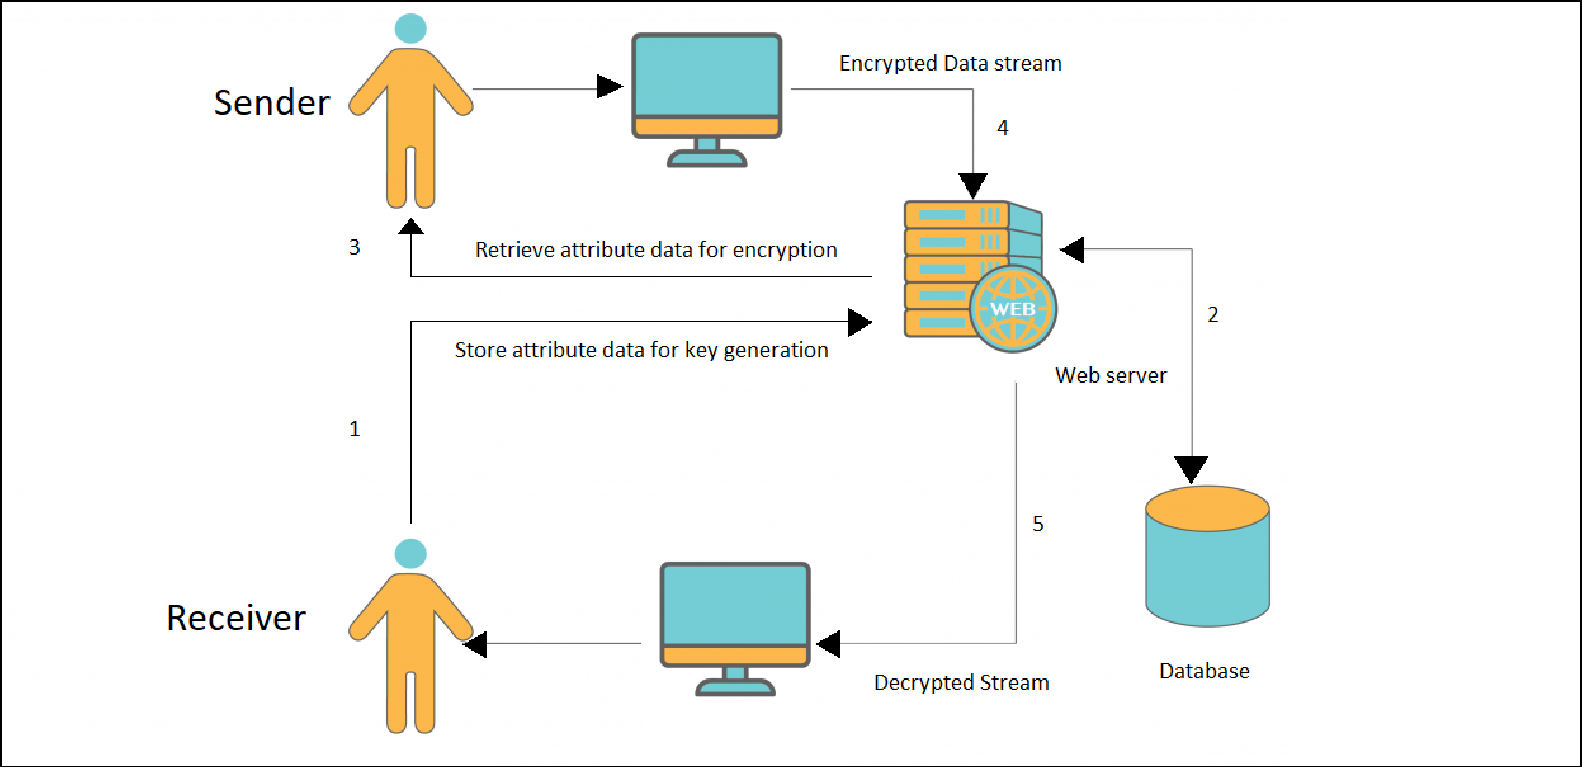 Encrypted Data stream
Sender
4
3
Retrieve attribute data for encryption
WEB
2
Store attribute data for key generation
Web server
1
5
Receiver
Decrypted Stream
Database